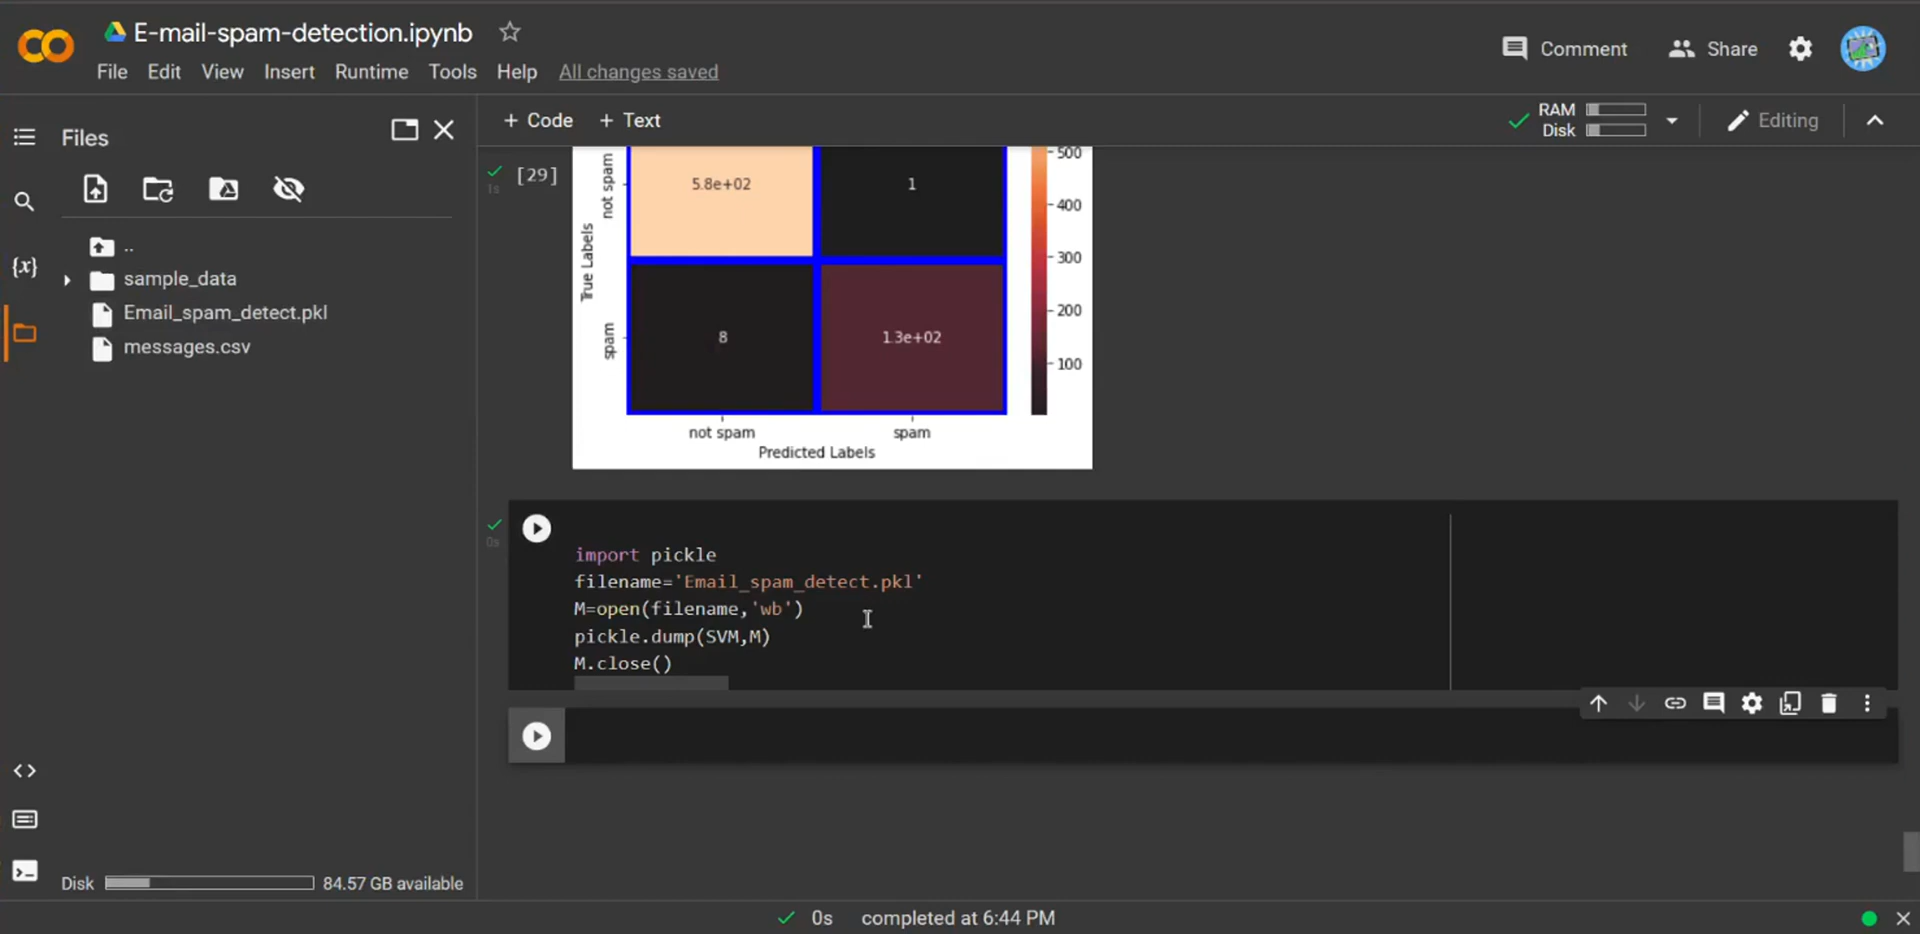 E-mail-spam-detection.ipynb
File Edit View Insert Runtime Tools Help All changes saved
Comment Share
Files
+ Code + Text
RAM
Disk
Editing
..
sample_data
Email_spam_detect.pkl
messages.csv
{x}
[29]
1s
True Labels
not spam
spam
5.8e+02 1
8 1.3e+02
500
400
300
200
100
not spam spam
Predicted Labels
0s
import pickle
filename='Email_spam_detect.pkl'
M=open(filename,'wb')
pickle.dump(SVM,M)
M.close()
Disk 84.57 GB available
0s completed at 6:44 PM